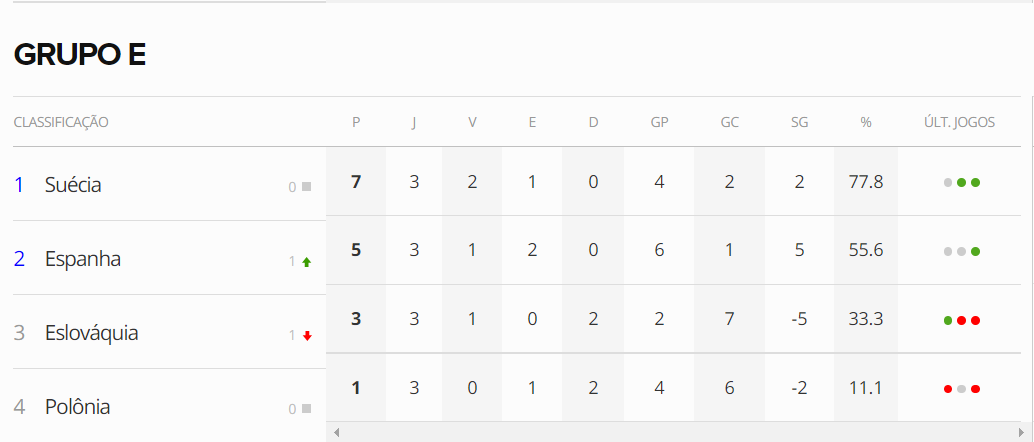 GRUPO E
CLASSIFICAÇÃO P J V E D GP GC SG % ÚLT. JOGOS
1 Suécia 0 7 3 2 1 0 4 2 2 77.8
2 Espanha 1 5 3 1 2 0 6 1 5 55.6
3 Eslováquia 1 3 3 1 0 2 2 7 -5 33.3
4 Polônia 0 1 3 0 1 2 4 6 -2 11.1